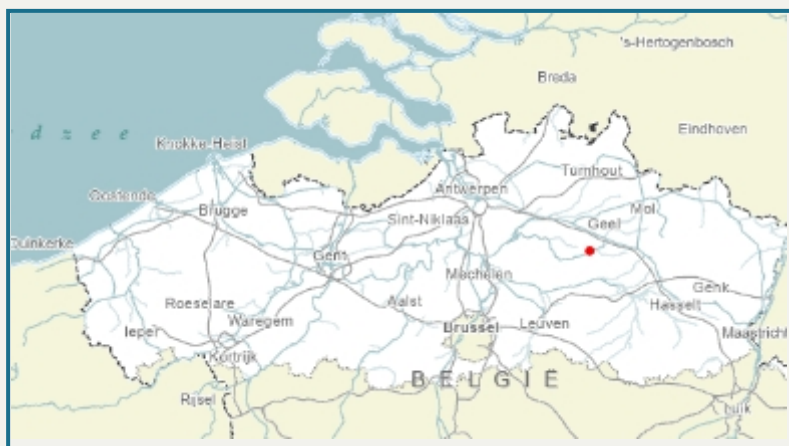 's-Hertogenbosch
Breda
Eindhoven
d z e e
Knokke-Heist
Turnhout
Antwerpen
Oostende
Mol
Brugge
Sint-Niklaas
Geel
Duinkerke
Gent
Mechelen
Genk
Roeselare
Aalst
Hasselt
Ieper
Waregem
Brussel
Leuven
Maastricht
Kortrijk
BELGIË
Rijsel
Luik